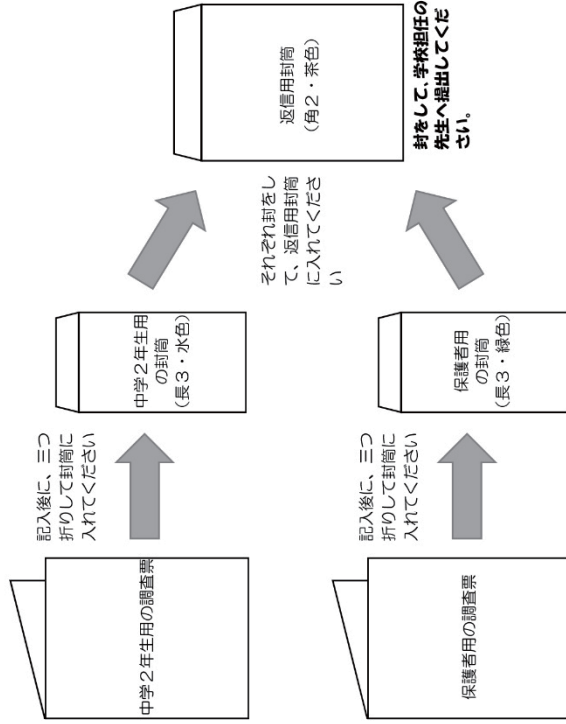 中学２年生用の調査票
記入後に、三つ
折りして封筒に
入れてください
中学２年生用
の封筒
（長３・水色）
保護者用の調査票
記入後に、三つ
折りして封筒に
入れてください
保護者用
の封筒
（長３・緑色）
それぞれ封をし
て、返信用封筒
に入れてくださ
い
返信用封筒
（角２・茶色）
封をして、学校担任の
先生へ提出してくだ
さい。